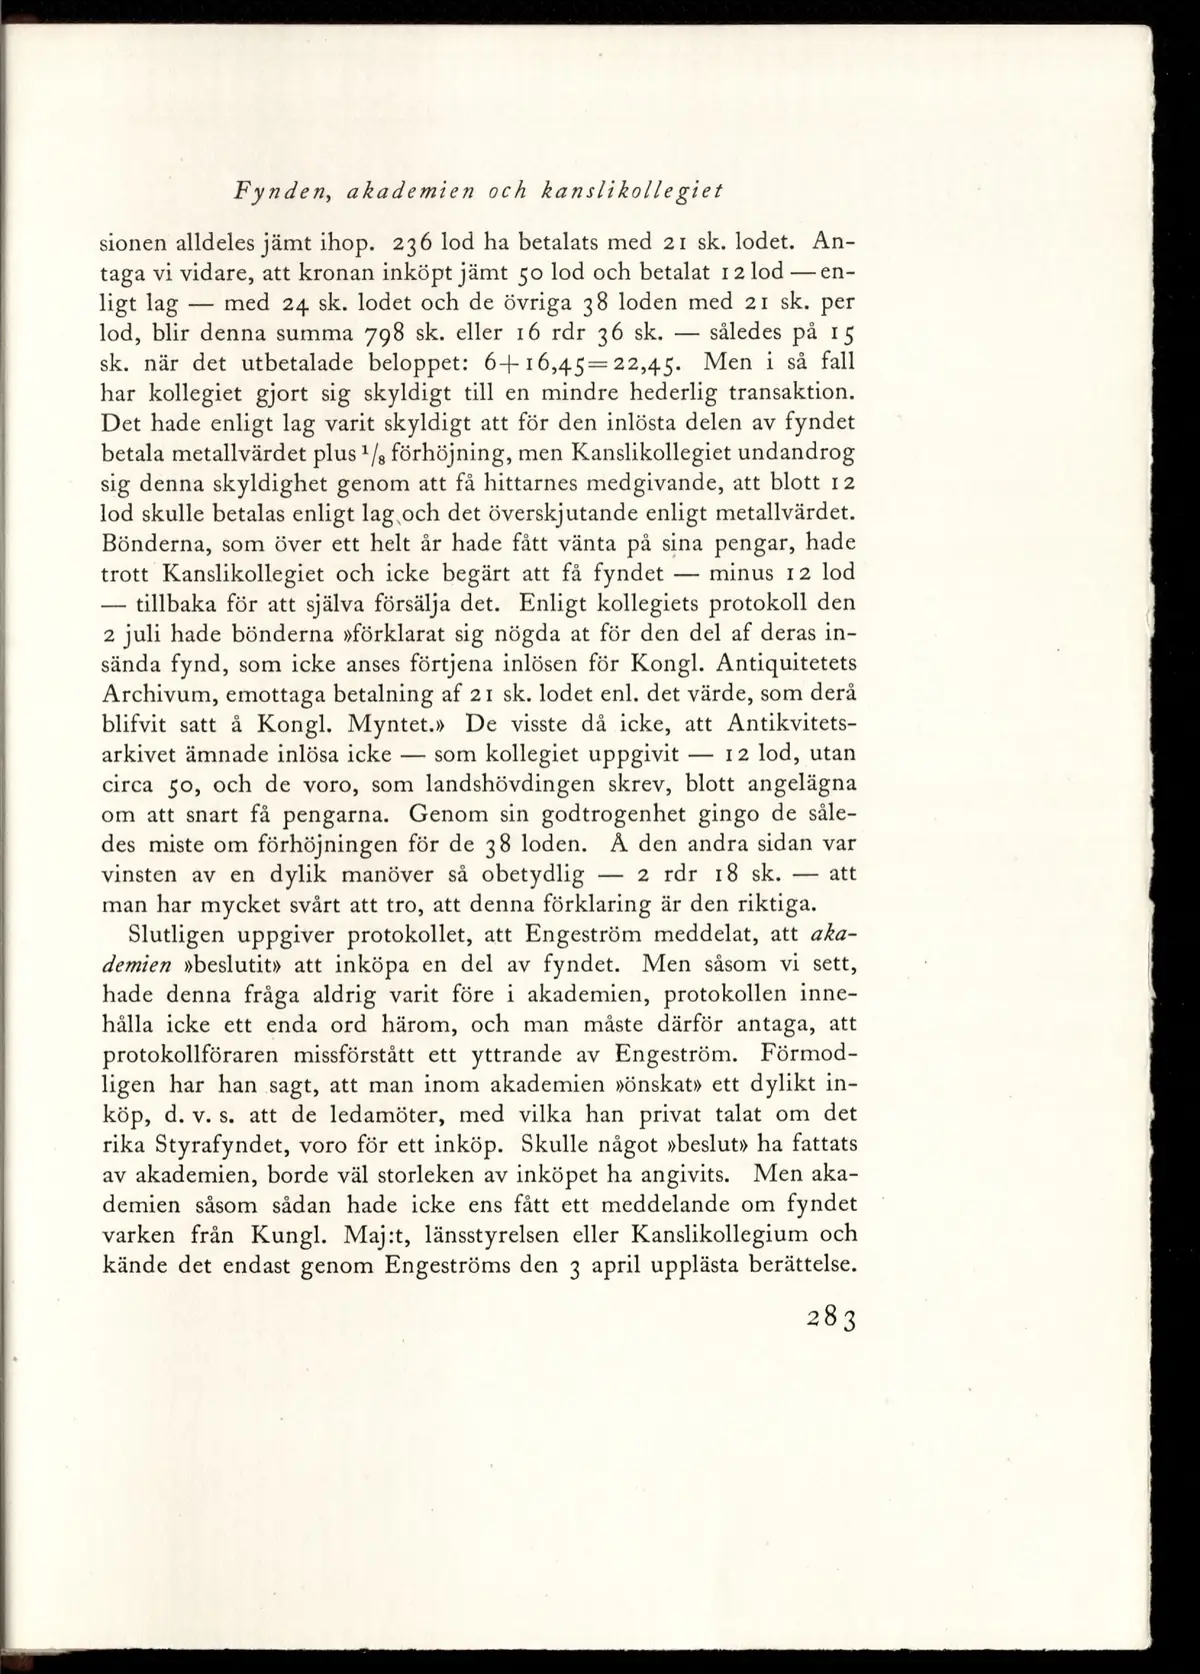 Fynden, akademien och kanslikollegiet
sionen alldeles jämt ihop. 236 lod ha betalats med 21 sk. lodet. An-
taga vi vidare, att kronan inköpt jämt 50 lod och betalat 12 lod — en-
ligt lag — med 24 sk. lodet och de övriga 38 loden med 21 sk. per
lod, blir denna summa 798 sk. eller 16 rdr 36 sk. — således på 15
sk. när det utbetalade beloppet: 6+16,45=22,45. Men i så fall
har kollegiet gjort sig skyldigt till en mindre hederlig transaktion.
Det hade enligt lag varit skyldigt att för den inlösta delen av fyndet
betala metallvärdet plus 1/8 förhöjning, men Kanslikollegiet undandrog
sig denna skyldighet genom att få hittarnes medgivande, att blott 12
lod skulle betalas enligt lag och det överskjutande enligt metallvärdet.
Bönderna, som över ett helt år hade fått vänta på sina pengar, hade
trott Kanslikollegiet och icke begärt att få fyndet — minus 12 lod
— tillbaka för att själva försälja det. Enligt kollegiets protokoll den
2 juli hade bönderna »förklarat sig nögda at för den del af deras in-
sända fynd, som icke anses förtjena inlösen för Kongl. Antiquitetets
Archivum, emottaga betalning af 21 sk. lodet enl. det värde, som derå
blifvit satt å Kongl. Myntet.» De visste då icke, att Antikvitets-
arkivet ämnade inlösa icke — som kollegiet uppgivit — 12 lod, utan
circa 50, och de voro, som landshövdingen skrev, blott angelägna
om att snart få pengarna. Genom sin godtrogenhet gingo de såle-
des miste om förhöjningen för de 38 loden. Å den andra sidan var
vinsten av en dylik manöver så obetydlig — 2 rdr 18 sk. — att
man har mycket svårt att tro, att denna förklaring är den riktiga.
Slutligen uppgiver protokollet, att Engeström meddelat, att aka-
demien »beslutit» att inköpa en del av fyndet. Men såsom vi sett,
hade denna fråga aldrig varit före i akademien, protokollen inne-
hålla icke ett enda ord härom, och man måste därför antaga, att
protokollföraren missförstått ett yttrande av Engeström. Förmod-
ligen har han sagt, att man inom akademien »önskat» ett dylikt in-
köp, d. v. s. att de ledamöter, med vilka han privat talat om det
rika Styrafyndet, voro för ett inköp. Skulle något »beslut» ha fattats
av akademien, borde väl storleken av inköpet ha angivits. Men aka-
demien såsom sådan hade icke ens fått ett meddelande om fyndet
varken från Kungl. Maj:t, länsstyrelsen eller Kanslikollegium och
kände det endast genom Engeströms den 3 april upplästa berättelse.
283